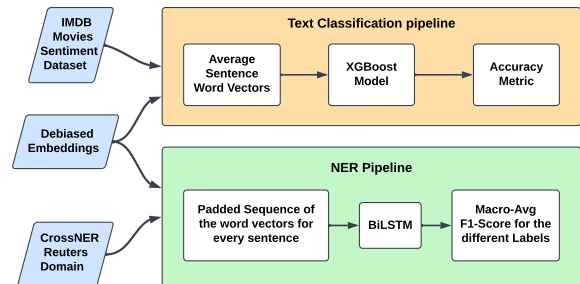 IMDB
Movies
Sentiment
Dataset
Text Classification pipeline
Average
Sentence
Word Vectors
XGBoost
Model
Accuracy
Metric
Debiased
Embeddings
NER Pipeline
Padded Sequence of
the word vectors for
every sentence
BiLSTM
Macro-Avg
F1-Score for the
different Labels
CrossNER
Reuters
Domain